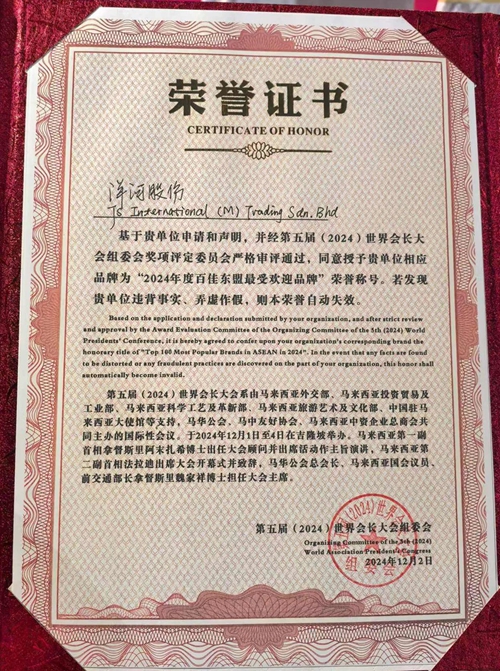 荣誉证书
CERTIFICATE OF HONOR
洋河股份
Js International (M) Trading Sdn. Bhd
基于贵单位申请和声明，并经第五届（2024）世界会长大
会组委会奖项评定委员会严格审评通过，同意授予贵单位相应
品牌为“2024年度百佳东盟最受欢迎品牌”荣誉称号。若发现
贵单位违背事实、弄虚作假，则本荣誉自动失效。
Based on the application and declaration submitted by your organization, and after strict review
and approval by the Award Evaluation Committee of the Organizing Committee of the 5th (2024) World
Presidents' Conference, it is hereby agreed to confer upon your organization's corresponding brand the
honorary title of "Top 100 Most Popular Brands in ASEAN in 2024". In the event that any facts are found
to be distorted or any fraudulent practices are discovered on the part of your organization, this honor shall
automatically become invalid.
第五届（2024）世界会长大会系由马来西亚外交部、马来西亚投资贸易及
工业部、马来西亚科学工艺及革新部、马来西亚旅游艺术及文化部、中国驻马
来西亚大使馆等支持，马华公会、马中友好协会、马来西亚中资企业总商会共
同主办的国际性会议。于2024年12月1日至4日在吉隆坡举办。马来西亚第一副
首相拿督斯里阿末扎希博士出任大会顾问并出席活动作主旨演讲，马来西亚第
二副首相法拉迪出席大会开幕式并致辞，马华公会总会长、马来西亚国会议员、
前交通部长拿督斯里魏家祥博士担任大会主席。
第五届（2024）世界会长大会组委会
Organizing Committee of the 5th (2024)
World Association President's Congress
2024年12月2日
(2024)世界会
组委会